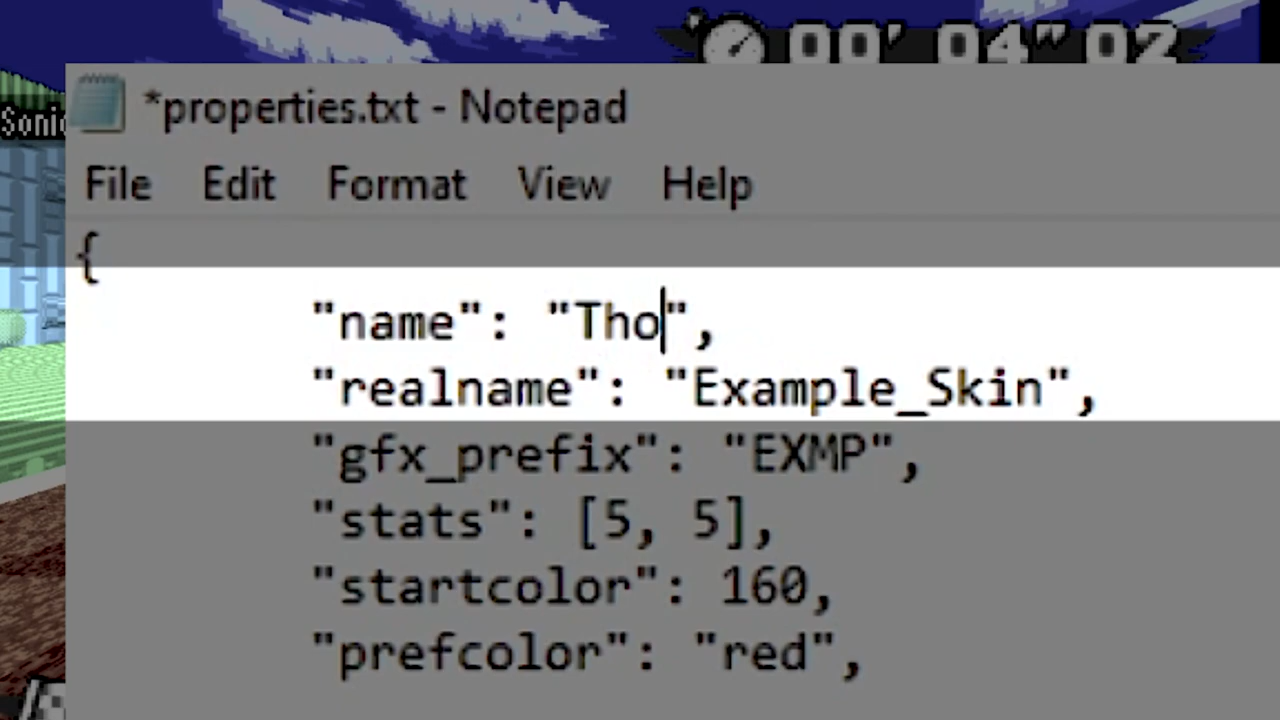 00' 04" 02
Sonic
*properties.txt - Notepad
File Edit Format View Help
{
"name": "Tho",
"realname": "Example_Skin",
"gfx_prefix": "EXMP",
"stats": [5, 5],
"startcolor": 160,
"prefcolor": "red",